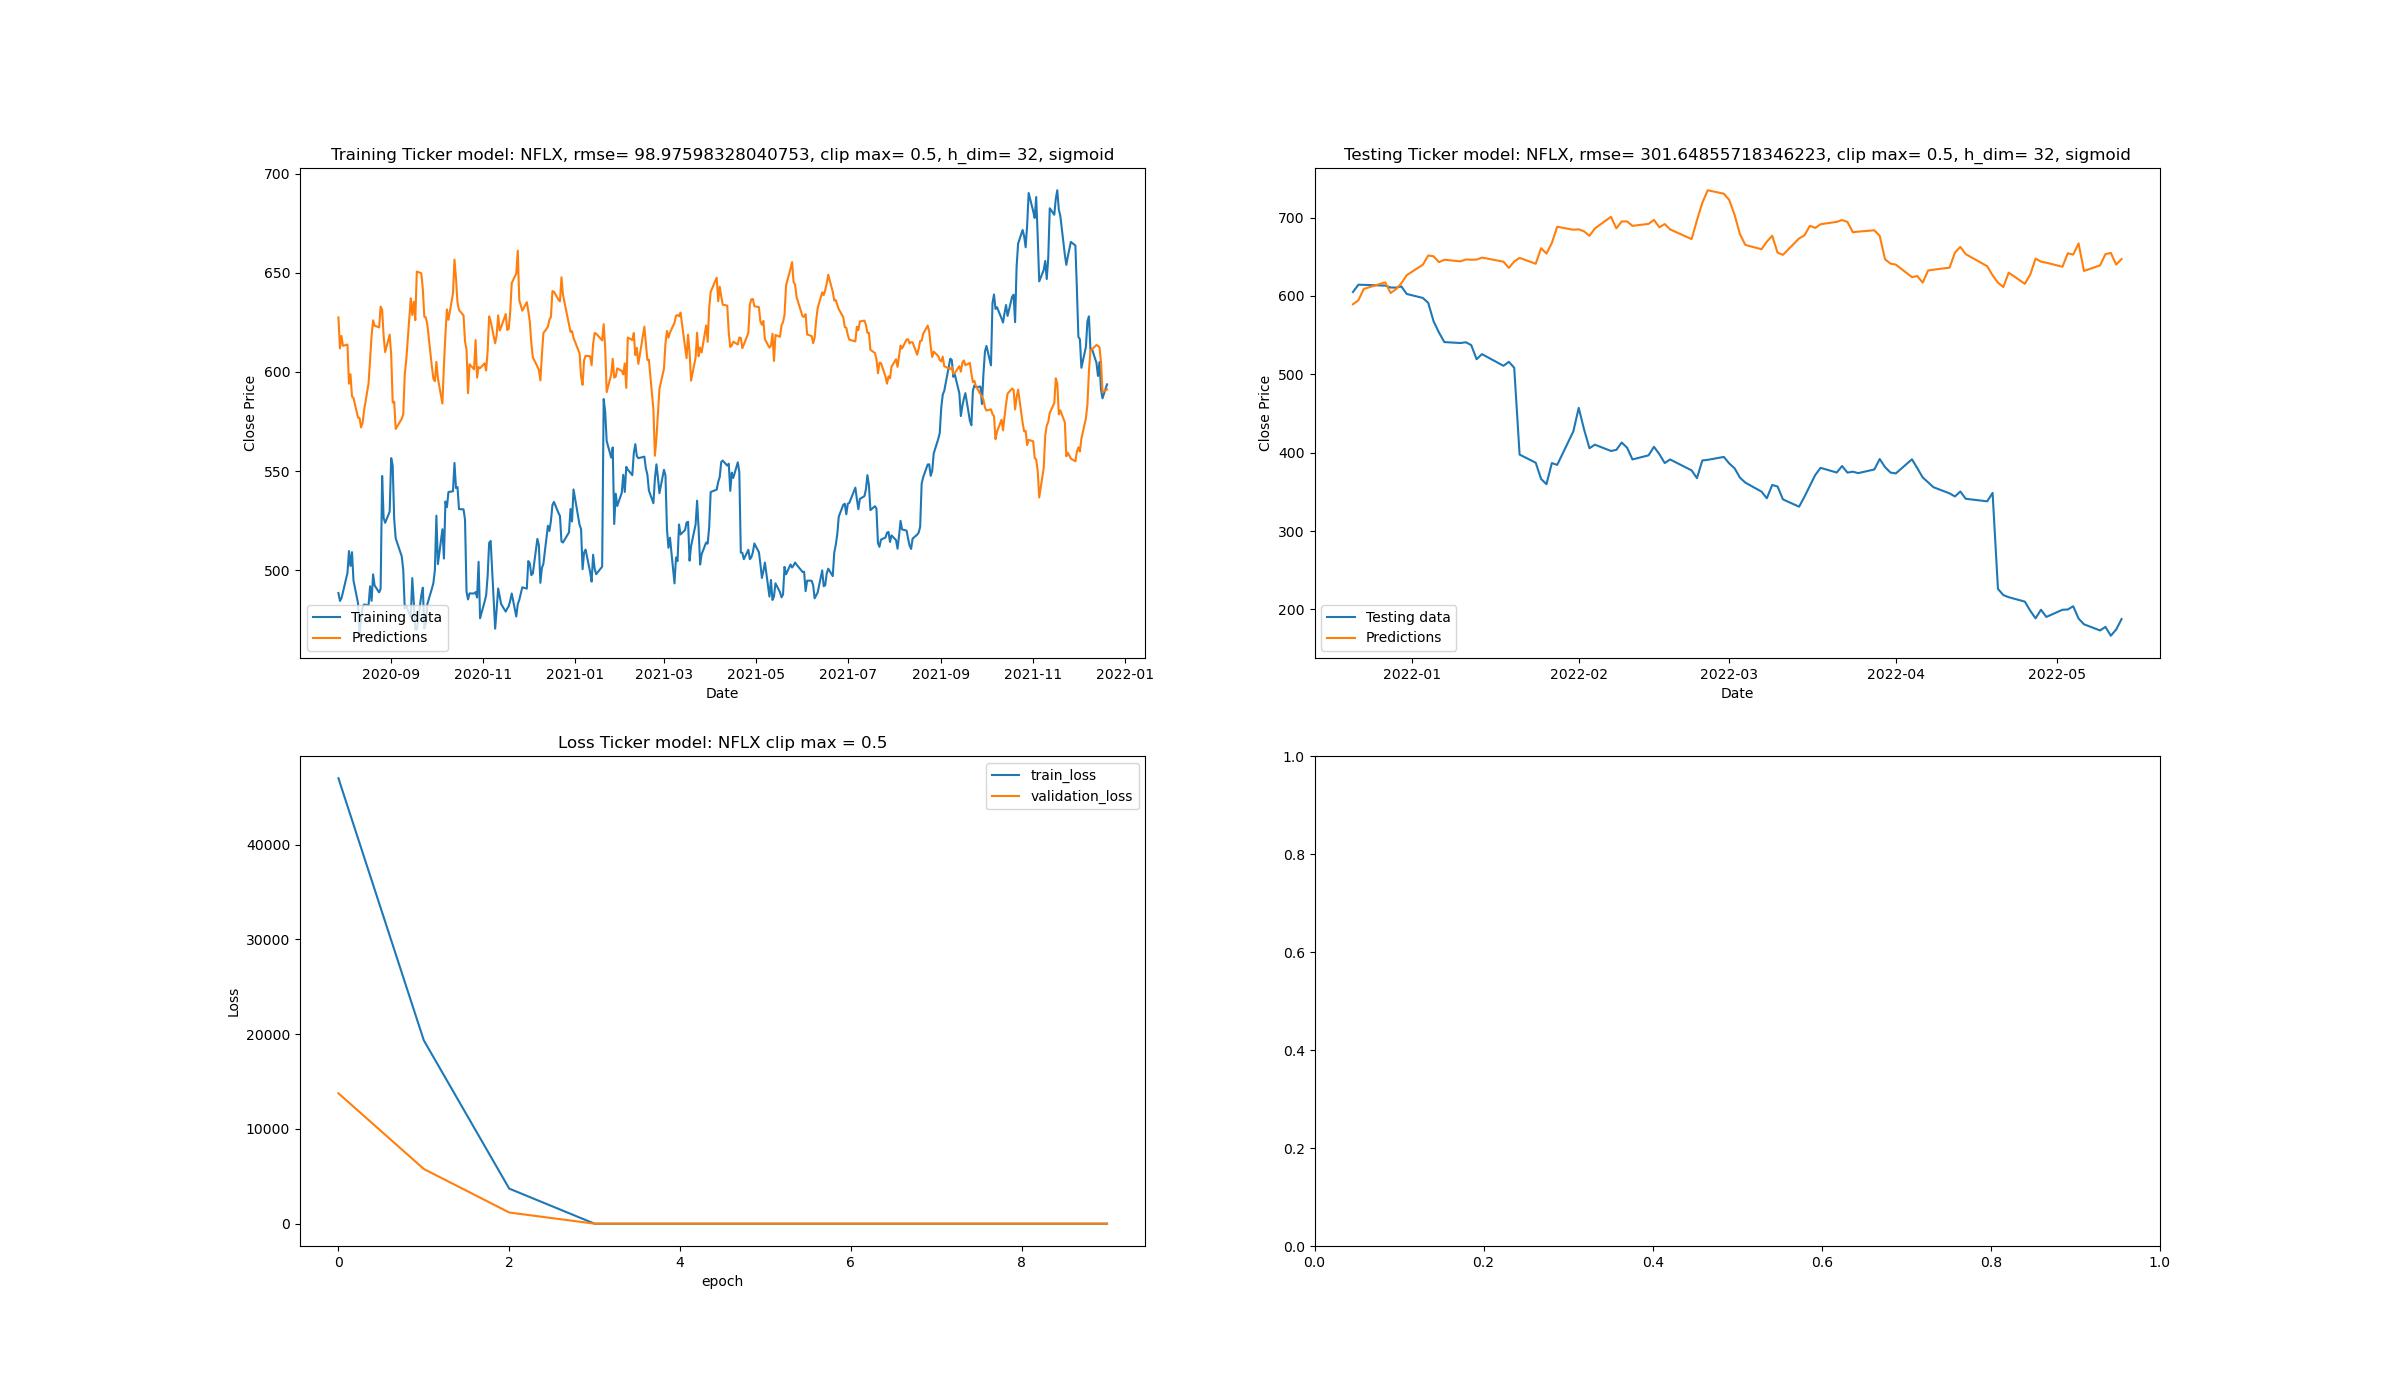 Training Ticker model: NFLX, rmse= 98.97598328040753, clip max= 0.5, h_dim= 32, sigmoid
700
650
600
550
500
Close Price
Training data
Predictions
2020-09 2020-11 2021-01 2021-03 2021-05 2021-07 2021-09 2021-11 2022-01
Date
Testing Ticker model: NFLX, rmse= 301.64855718346223, clip max= 0.5, h_dim= 32, sigmoid
700
600
500
400
300
200
Close Price
Testing data
Predictions
2022-01 2022-02 2022-03 2022-04 2022-05
Date
Loss Ticker model: NFLX clip max = 0.5
train_loss
validation_loss
40000
30000
20000
10000
0
Loss
0 2 4 6 8
epoch
1.0
0.8
0.6
0.4
0.2
0.0
0.0 0.2 0.4 0.6 0.8 1.0